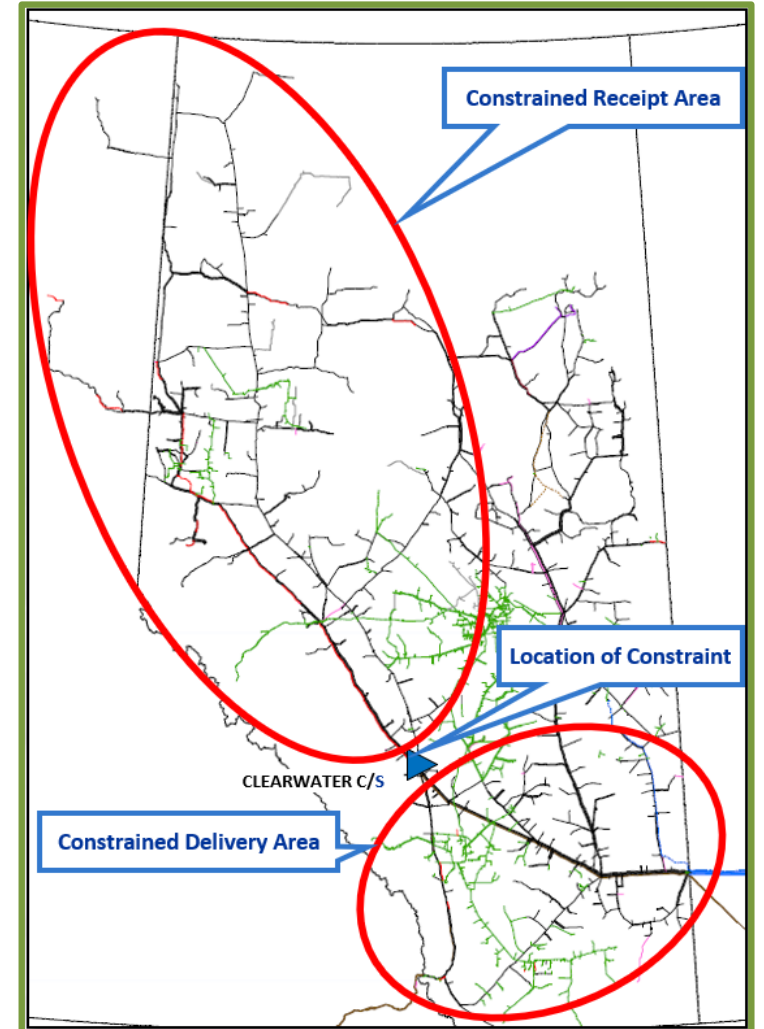 Constrained Receipt Area
Location of Constraint
CLEARWATER C/S
Constrained Delivery Area